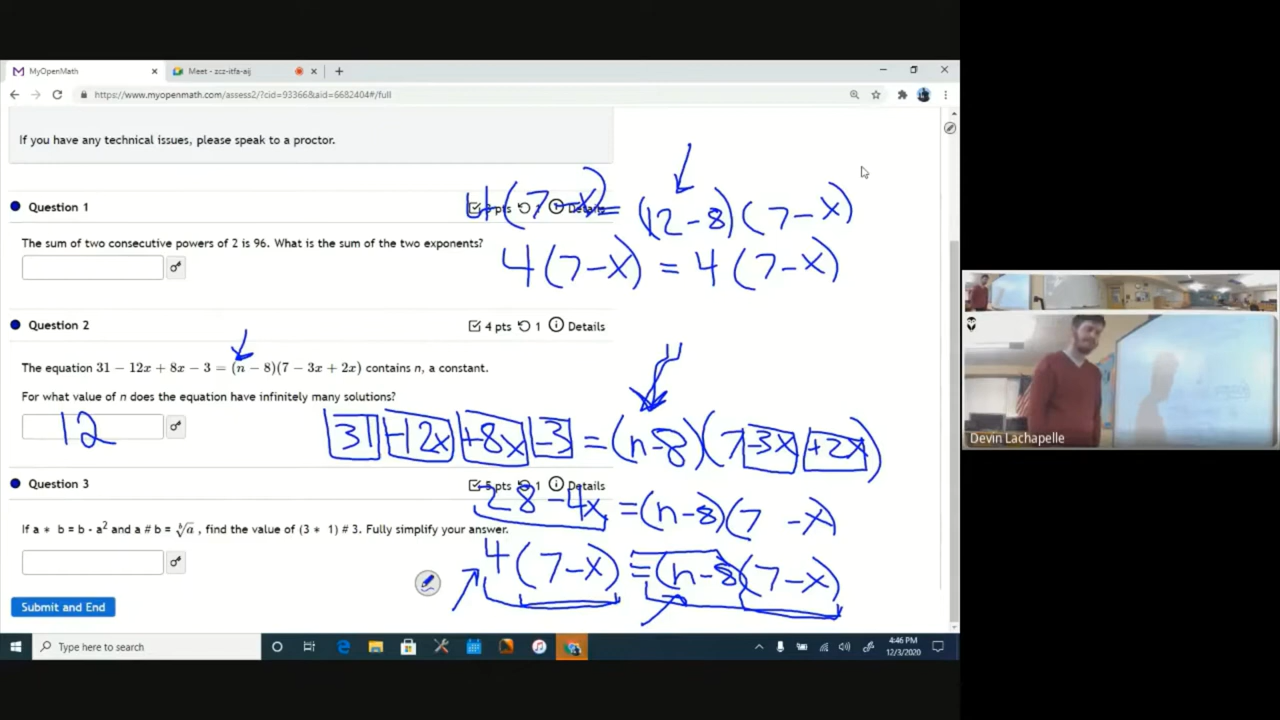 MyOpenMath
Meet - zcz-itfa-aij
https://www.myopenmath.com/assess2/?cid=93366&aid=6682404#/full
If you have any technical issues, please speak to a proctor.
4(7-x) = (12-8)(7-x)
Question 1
pts 1 Details
The sum of two consecutive powers of 2 is 96. What is the sum of the two exponents?
4(7-x) = 4(7-x)
Question 2
4 pts 1 Details
The equation 31 − 12x + 8x − 3 = (n − 8)(7 − 3x + 2x) contains n, a constant.
For what value of n does the equation have infinitely many solutions?
12
31 -12x +8x -3 = (n-8)(7-3x+2x)
Question 3
5 pts Details
28-4x = (n-8)(7 -x)
If a * b = b - a² and a # b = ᵇ√a , find the value of (3 * 1) # 3. Fully simplify your answer.
4(7-x) = (n-8)(7-x)
Submit and End
Devin Lachapelle
Type here to search
4:46 PM
12/3/2020